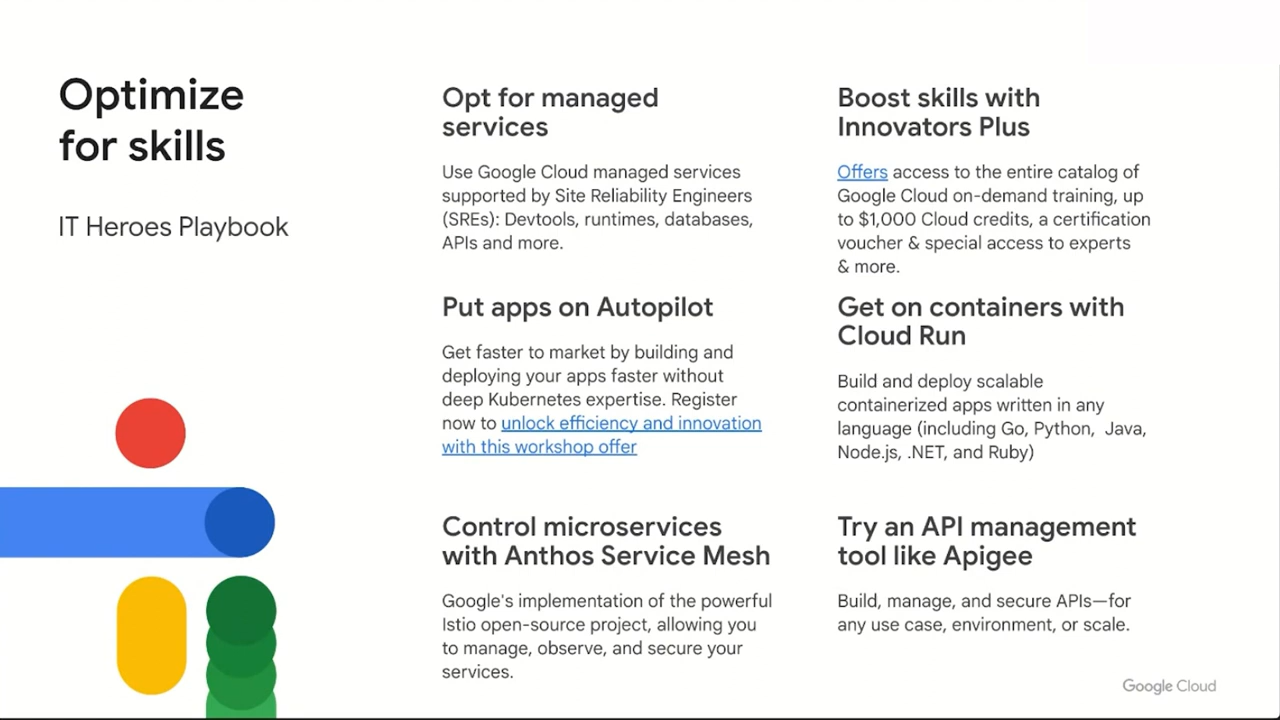 Optimize
for skills
IT Heroes Playbook
Opt for managed
services
Use Google Cloud managed services
supported by Site Reliability Engineers
(SREs): Devtools, runtimes, databases,
APIs and more.
Boost skills with
Innovators Plus
Offers access to the entire catalog of
Google Cloud on-demand training, up
to $1,000 Cloud credits, a certification
voucher & special access to experts
& more.
Put apps on Autopilot
Get faster to market by building and
deploying your apps faster without
deep Kubernetes expertise. Register
now to unlock efficiency and innovation
with this workshop offer
Get on containers with
Cloud Run
Build and deploy scalable
containerized apps written in any
language (including Go, Python,  Java,
Node.js, .NET, and Ruby)
Control microservices
with Anthos Service Mesh
Google's implementation of the powerful
Istio open-source project, allowing you
to manage, observe, and secure your
services.
Try an API management
tool like Apigee
Build, manage, and secure APIs—for
any use case, environment, or scale.
Google Cloud